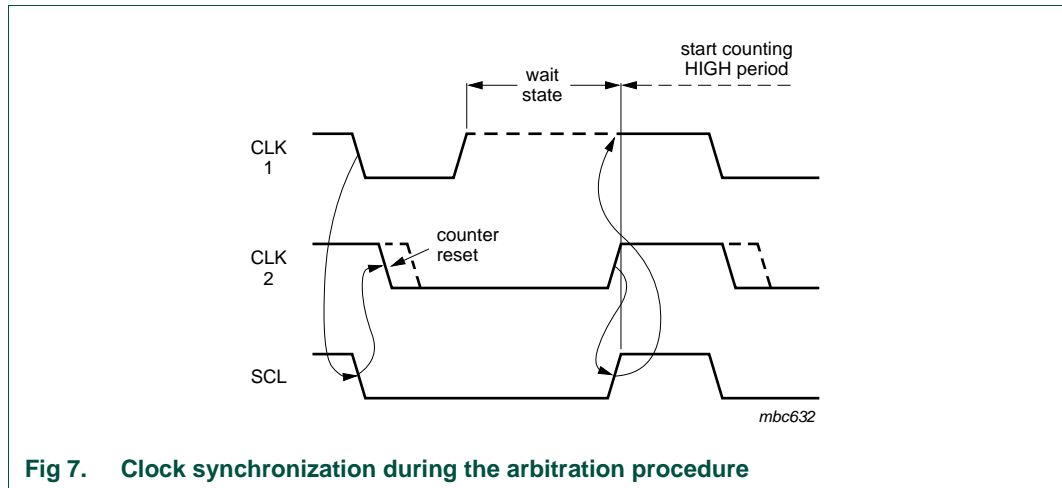 start counting
HIGH period
wait
state
CLK
1
counter
reset
CLK
2
SCL
mbc632
Fig 7. Clock synchronization during the arbitration procedure